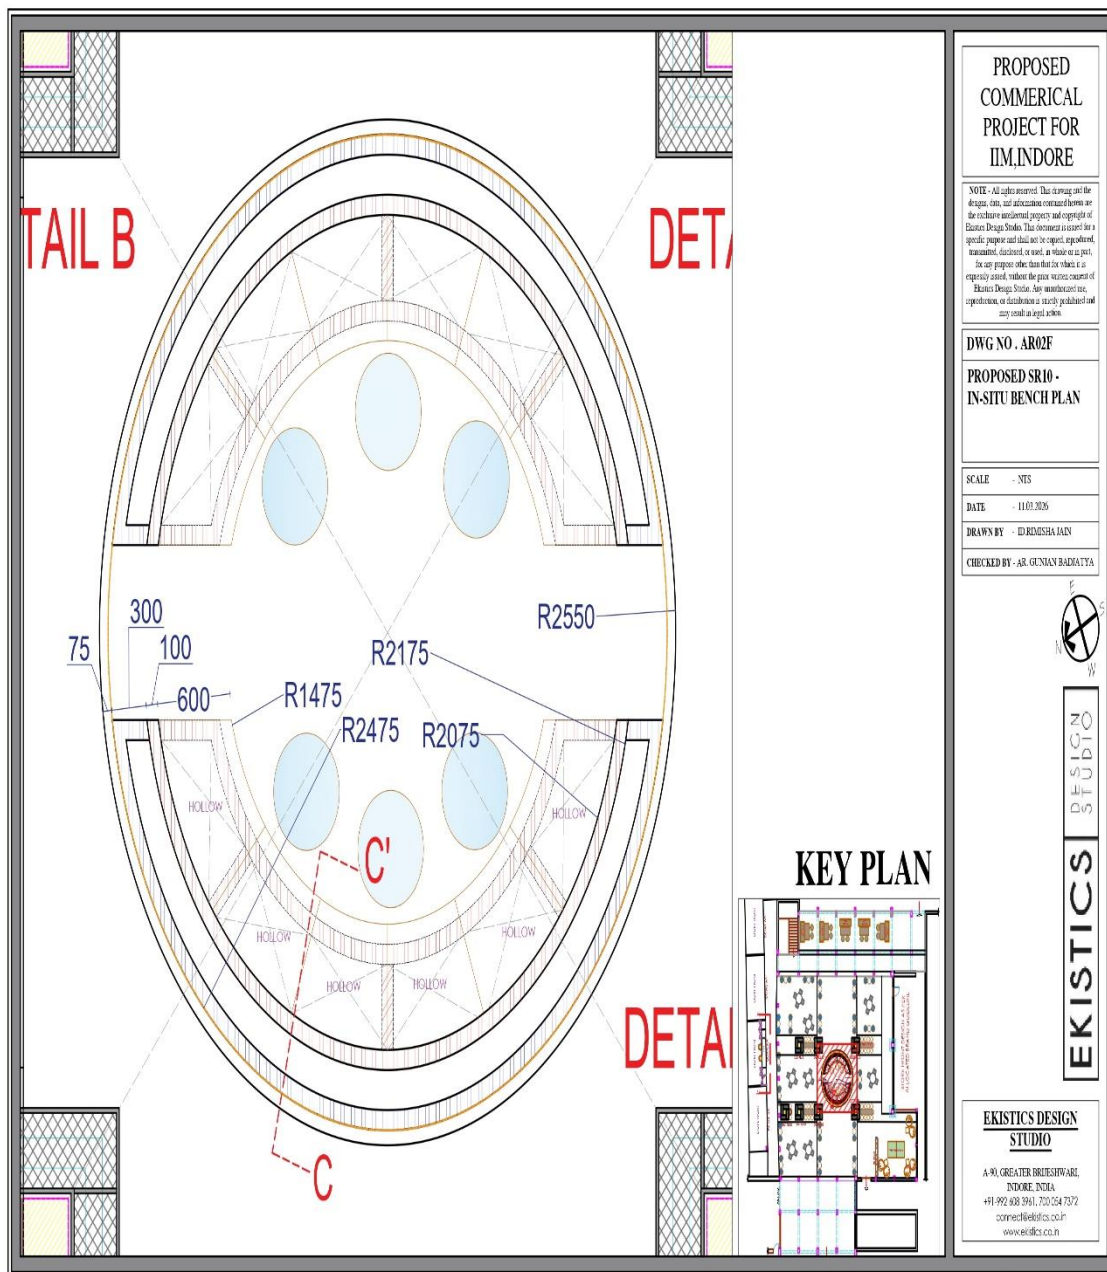 TAIL B
DETA
R2550
300
R2175
75
100
600
R1475
R2475
R2075
HOLLOW
HOLLOW
HOLLOW
HOLLOW
HOLLOW
HOLLOW
C'
C
DETAI
KEY PLAN
PROPOSED
COMMERICAL
PROJECT FOR
IIM,INDORE
NOTE - All rights reserved. This drawing and the
designs, data, and information contained herein are
the exclusive intellectual property and copyright of
Ekistics Design Studio. This document is issued for a
specific purpose and shall not be copied, reproduced,
transmitted, disclosed, or used, in whole or in part,
for any purpose other than that for which it is
expressly issued, without the prior written consent of
Ekistics Design Studio. Any unauthorized use,
reproduction, or distribution is strictly prohibited and
may result in legal action.
DWG NO . AR02F
PROPOSED SR10 -
IN-SITU BENCH PLAN
SCALE - NTS
DATE - 11.03.2026
DRAWN BY - ID.RIMISHA JAIN
CHECKED BY - AR. GUNJAN BADJATYA
E
S
N
W
EKISTICS
DESIGN
STUDIO
EKISTICS DESIGN
STUDIO
A-90, GREATER BRIJESHWARI,
INDORE, INDIA
+91-992 608 3961, 700 054 7372
connect@ekistics.co.in
www.ekistics.co.in